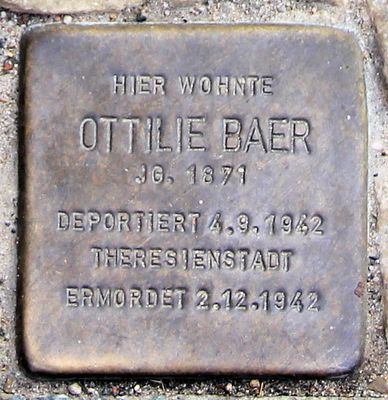 HIER WOHNTE
OTTILIE BAER
JG. 1871
DEPORTIERT 4.9.1942
THERESIENSTADT
ERMORDET 2.12.1942